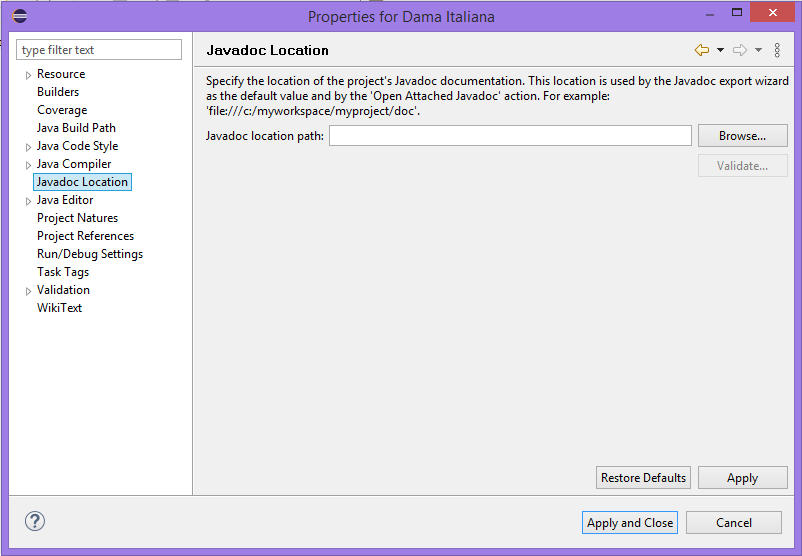 Properties for Dama Italiana
type filter text
Resource
Builders
Coverage
Java Build Path
Java Code Style
Java Compiler
Javadoc Location
Java Editor
Project Natures
Project References
Run/Debug Settings
Task Tags
Validation
WikiText
Javadoc Location
Specify the location of the project's Javadoc documentation. This location is used by the Javadoc export wizard
as the default value and by the 'Open Attached Javadoc' action. For example:
'file:///c:/myworkspace/myproject/doc'.
Javadoc location path:
Browse...
Validate...
Restore Defaults
Apply
?
Apply and Close
Cancel